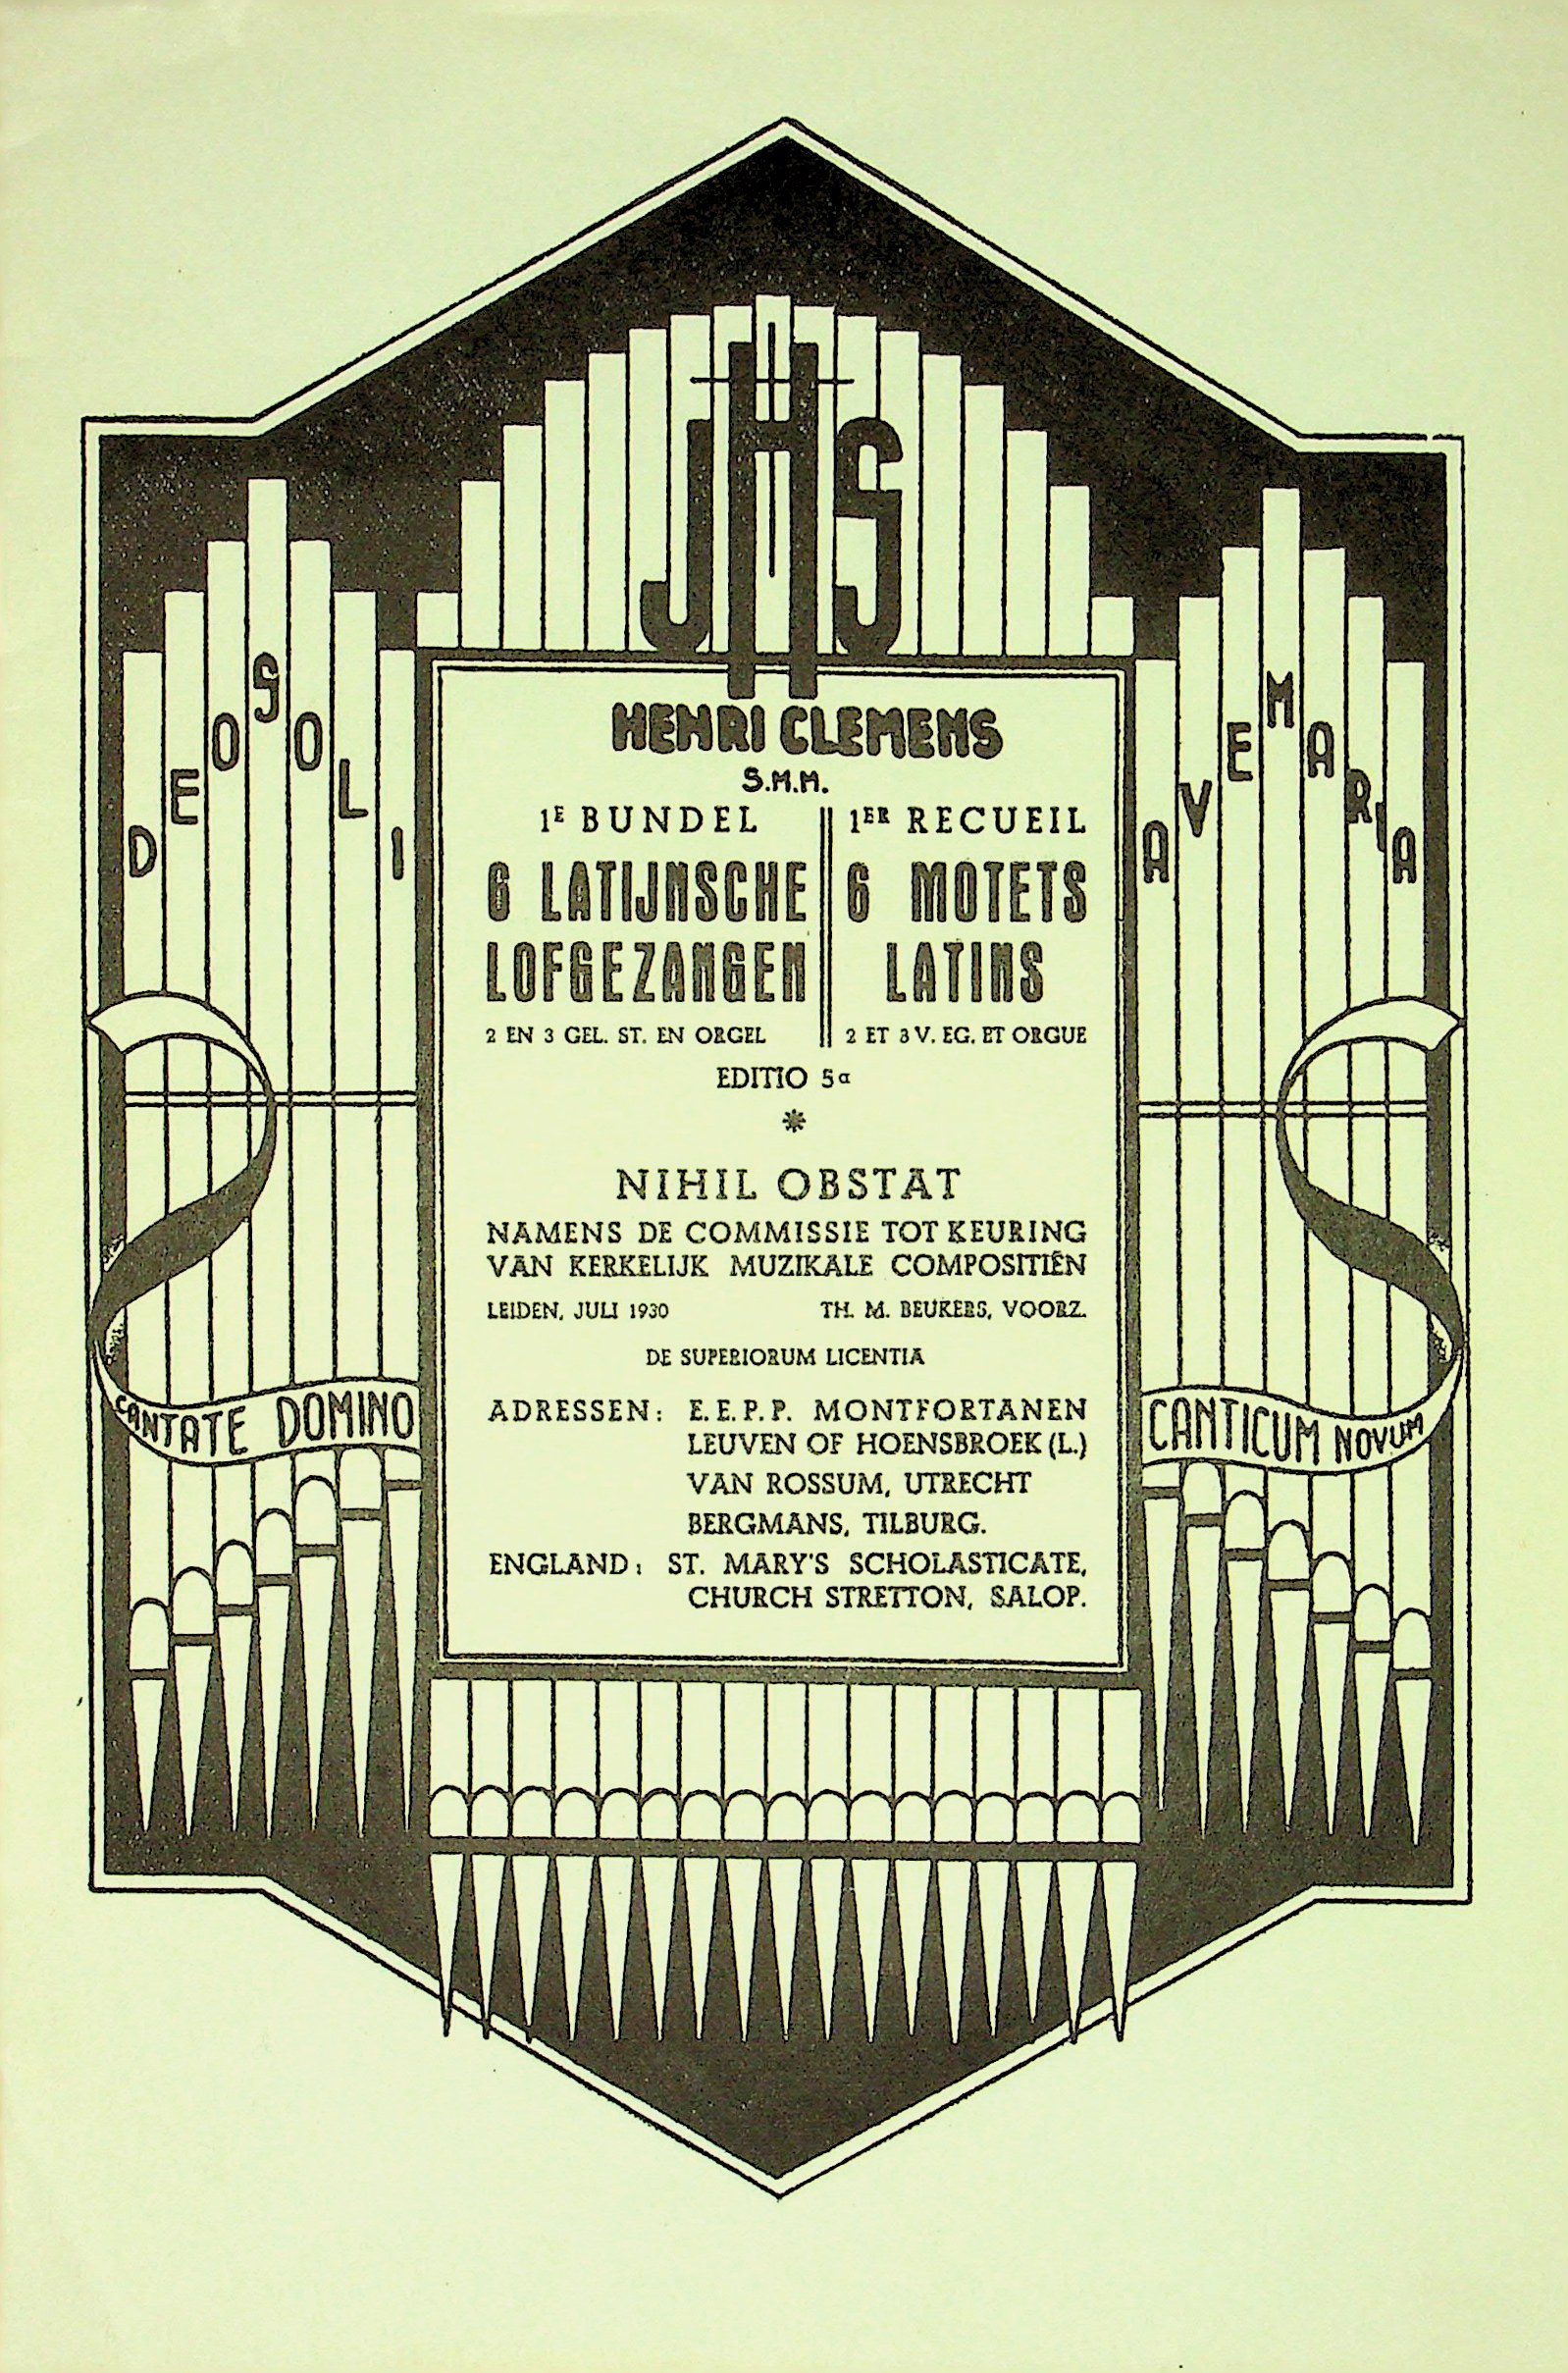 JHS
DEO SOLI
AVE MARIA
HENRI CLEMENS
S.M.M.
1E BUNDEL
6 LATIJNSCHE
LOFGEZANGEN
2 EN 3 GEL. ST. EN ORGEL
1ER RECUEIL
6 MOTETS
LATINS
2 ET 3 V. EG. ET ORGUE
EDITIO 5a
NIHIL OBSTAT
NAMENS DE COMMISSIE TOT KEURING
VAN KERKELIJK MUZIKALE COMPOSITIËN
LEIDEN, JULI 1930 TH. M. BEUKERS, VOORZ.
DE SUPERIORUM LICENTIA
ADRESSEN: E.E.P.P. MONTFORTANEN
LEUVEN OF HOENSBROEK (L.)
VAN ROSSUM, UTRECHT
BERGMANS, TILBURG.
ENGLAND: ST. MARY'S SCHOLASTICATE,
CHURCH STRETTON, SALOP.
CANTATE DOMINO
CANTICUM NOVUM